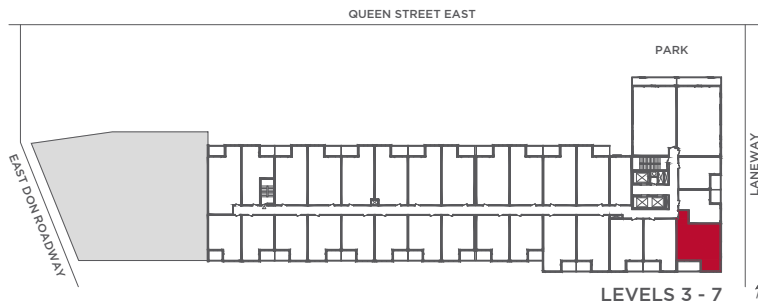 QUEEN STREET EAST
PARK
LANEWAY
EAST DON ROADWAY
LEVELS 3 - 7